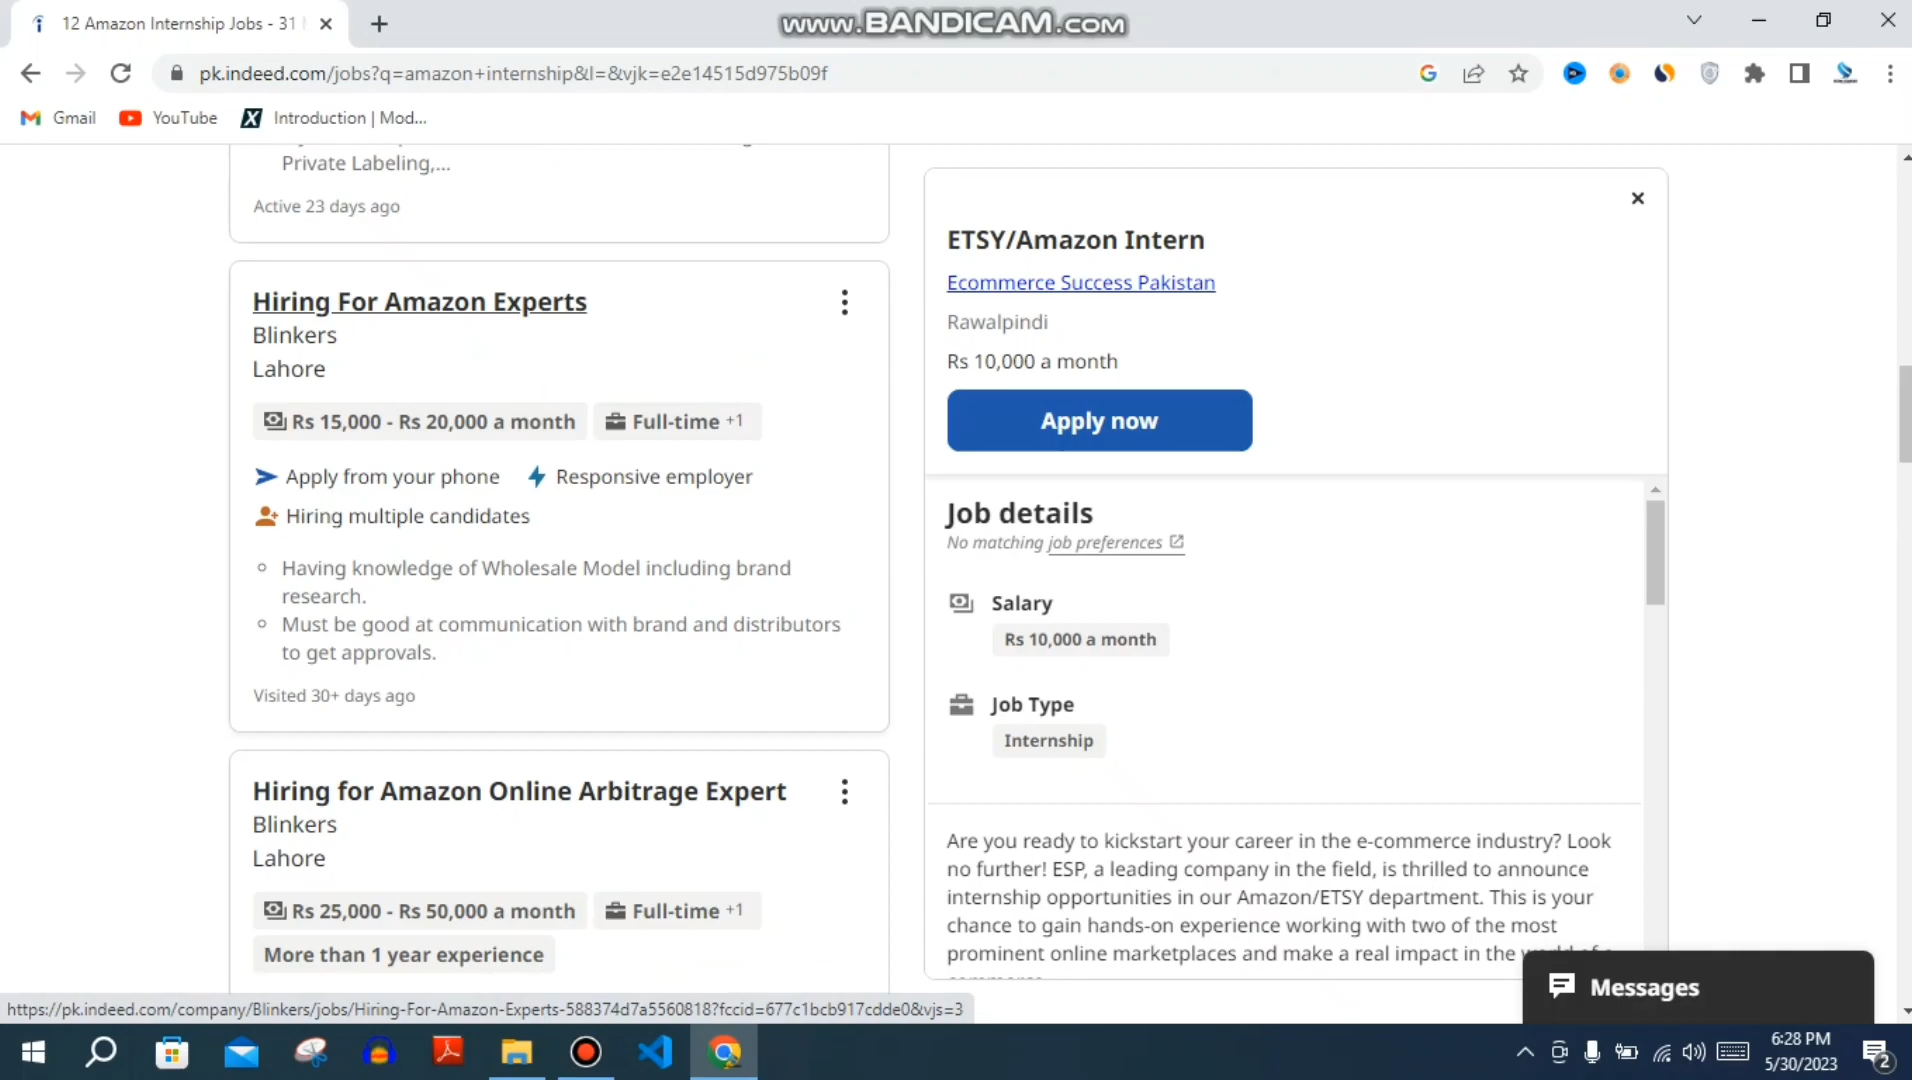 12 Amazon Internship Jobs - 31
www.BANDICAM.com
pk.indeed.com/jobs?q=amazon+internship&l=&vjk=e2e14515d975b09f
Gmail
YouTube
Introduction | Mod...
Private Labeling,...
Active 23 days ago
Hiring For Amazon Experts
Blinkers
Lahore
Rs 15,000 - Rs 20,000 a month
Full-time +1
Apply from your phone
Responsive employer
Hiring multiple candidates
Having knowledge of Wholesale Model including brand
research.
Must be good at communication with brand and distributors
to get approvals.
Visited 30+ days ago
Hiring for Amazon Online Arbitrage Expert
Blinkers
Lahore
Rs 25,000 - Rs 50,000 a month
Full-time +1
More than 1 year experience
ETSY/Amazon Intern
Ecommerce Success Pakistan
Rawalpindi
Rs 10,000 a month
Apply now
Job details
No matching job preferences
Salary
Rs 10,000 a month
Job Type
Internship
Are you ready to kickstart your career in the e-commerce industry? Look
no further! ESP, a leading company in the field, is thrilled to announce
internship opportunities in our Amazon/ETSY department. This is your
chance to gain hands-on experience working with two of the most
prominent online marketplaces and make a real impact in the
Messages
https://pk.indeed.com/company/Blinkers/jobs/Hiring-For-Amazon-Experts-588374d7a5560818?fccid=677c1bcb917cdde0&vjs=3
6:28 PM
5/30/2023
2